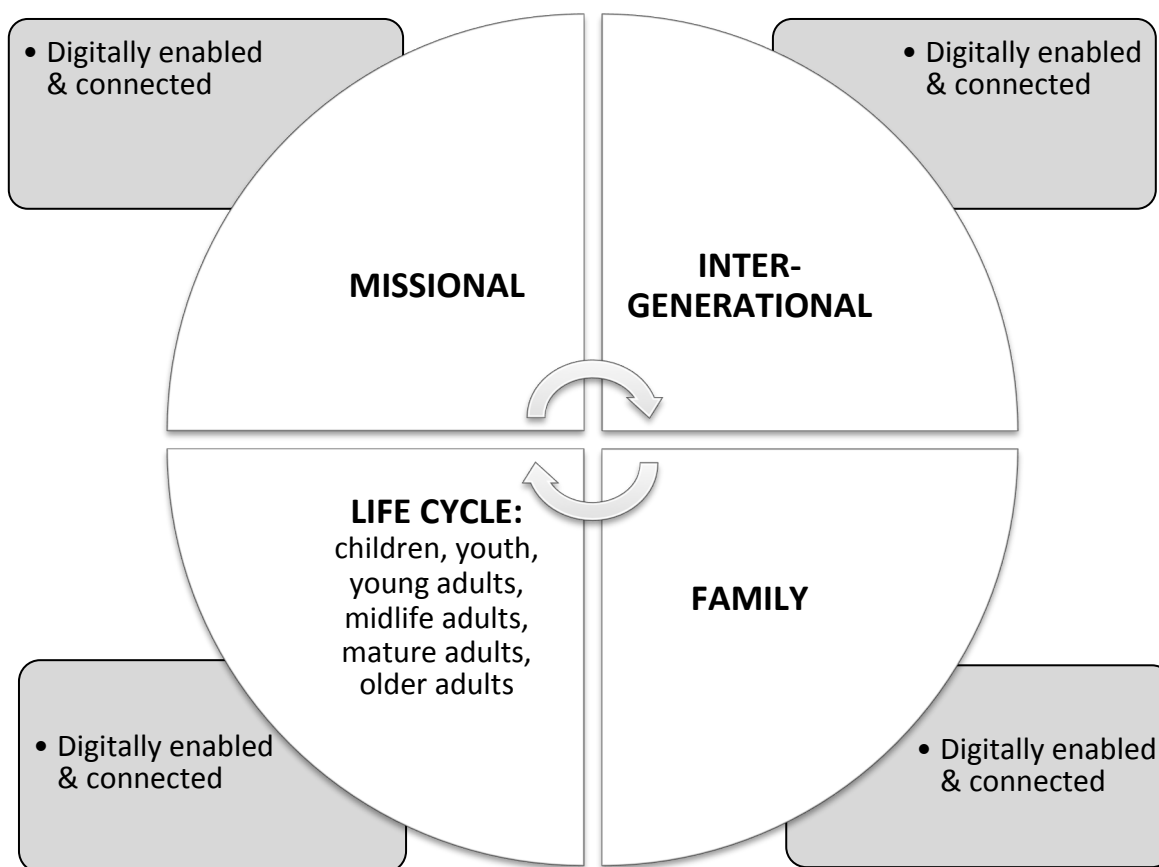 • Digitally enabled
& connected
• Digitally enabled
& connected
MISSIONAL
INTER-
GENERATIONAL
LIFE CYCLE:
children, youth,
young adults,
midlife adults,
mature adults,
older adults
FAMILY
• Digitally enabled
& connected
• Digitally enabled
& connected